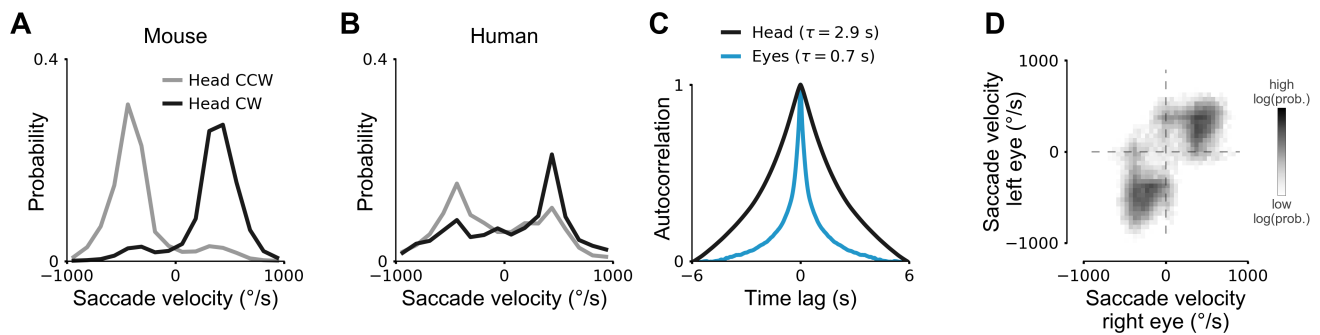 A
Mouse
0.4
Head CCW
Head CW
Probability
0
−1000
0
1000
Saccade velocity (°/s)
B
Human
0.4
Probability
0
−1000
0
1000
Saccade velocity (°/s)
C
Head (τ = 2.9 s)
Eyes (τ = 0.7 s)
1
Autocorrelation
0
−6
0
6
Time lag (s)
D
1000
Saccade velocity
left eye (°/s)
0
−1000
−1000
0
1000
Saccade velocity
right eye (°/s)
high
log(prob.)
low
log(prob.)